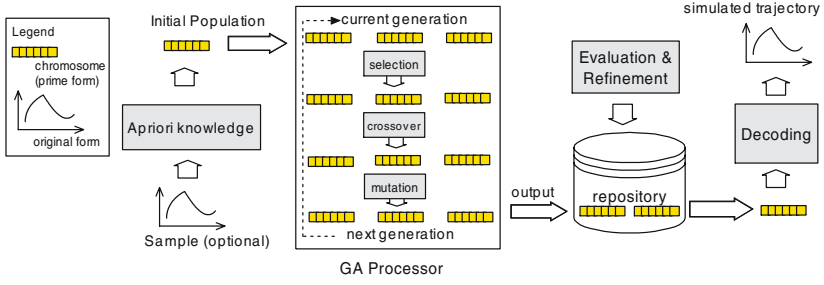 Legend
chromosome
(prime form)
original form
Initial Population
Apriori knowledge
Sample (optional)
current generation
selection
crossover
mutation
next generation
GA Processor
output
Evaluation &
Refinement
repository
simulated trajectory
Decoding